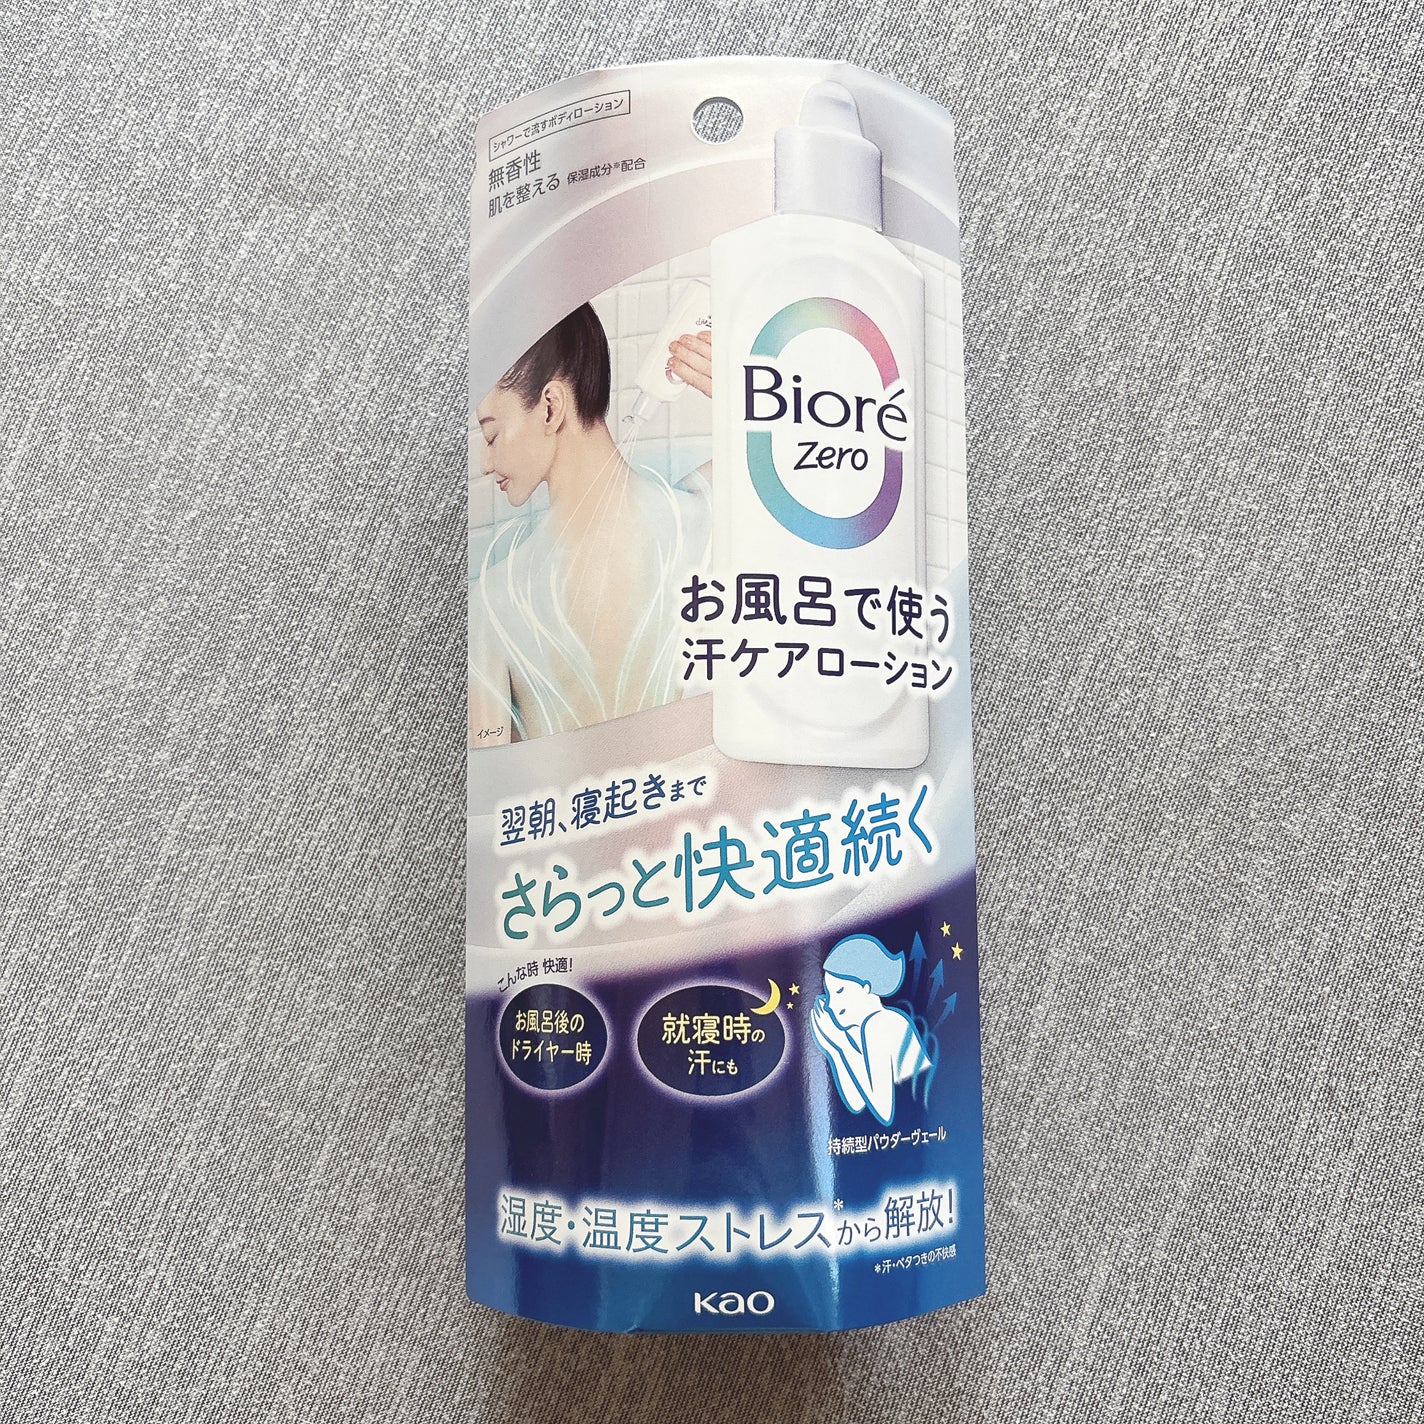 シャワーで流すボディローション
無香性
肌を整える 保湿成分※配合
Bioré
Zero
お風呂で使う
汗ケアローション
イメージ
翌朝、寝起きまで
さらっと快適続く
こんな時 快適!
お風呂後の
ドライヤー時
就寝時の
汗にも
持続型パウダーヴェール
湿度・温度ストレス*から解放!
*汗・ベタつきの不快感
Kao